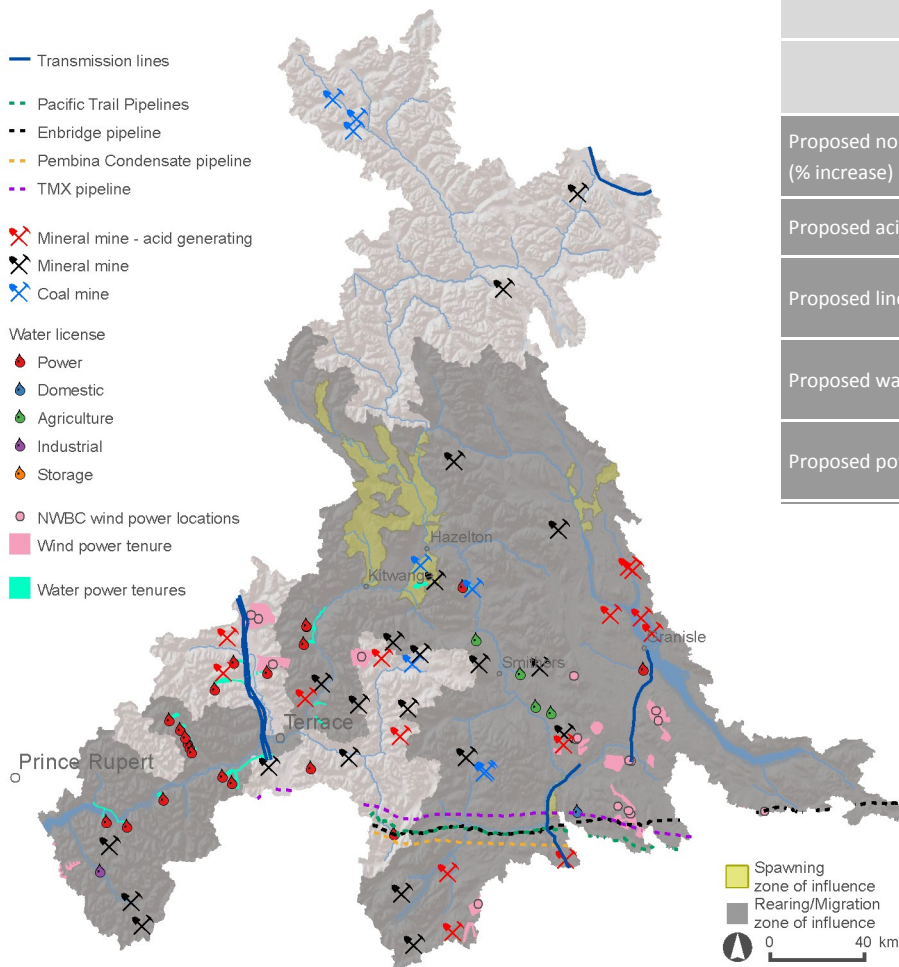 Transmission lines
Pacific Trail Pipelines
Enbridge pipeline
Pembina Condensate pipeline
TMX pipeline
Mineral mine - acid generating
Mineral mine
Coal mine
Water license
Power
Domestic
Agriculture
Industrial
Storage
NWBC wind power locations
Wind power tenure
Water power tenures
Proposed no
(% increase)
Proposed aci
Proposed line
Proposed wa
Proposed po
Hazelton
Kitwanga
Granisle
Smithers
Terrace
Prince Rupert
Spawning
zone of influence
Rearing/Migration
zone of influence
0 40 km